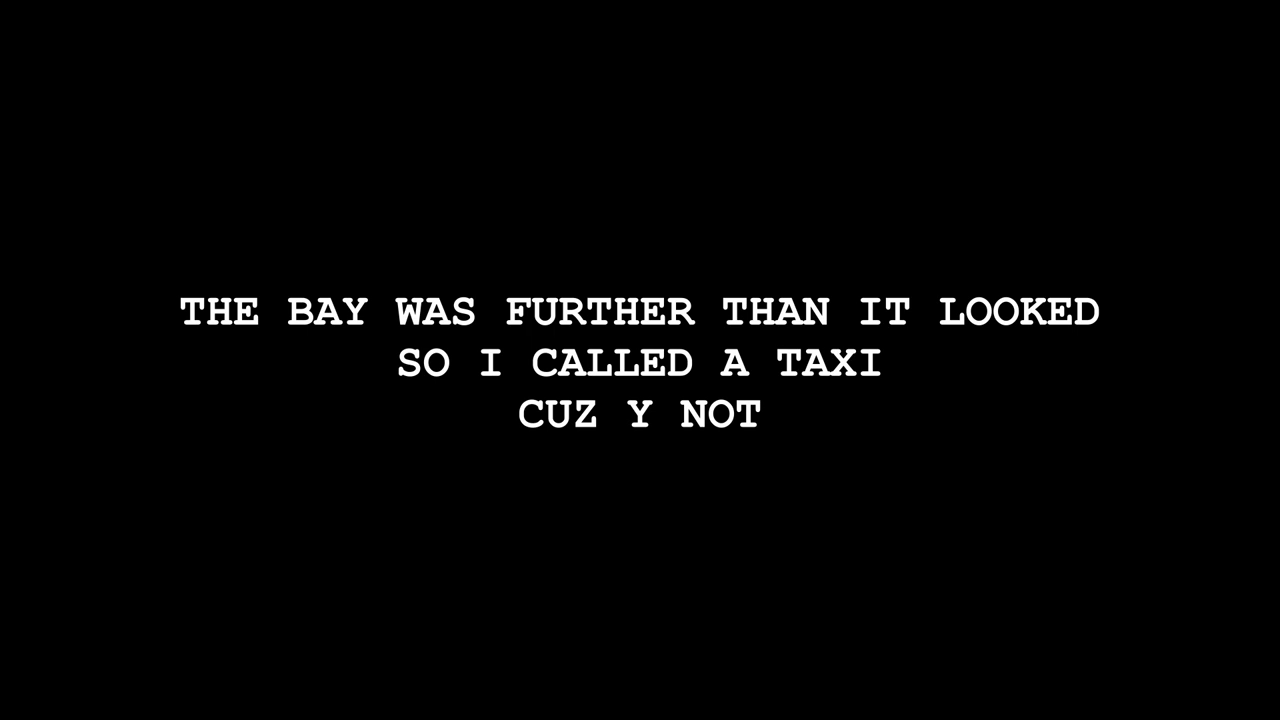 THE BAY WAS FURTHER THAN IT LOOKED
SO I CALLED A TAXI
CUZ Y NOT